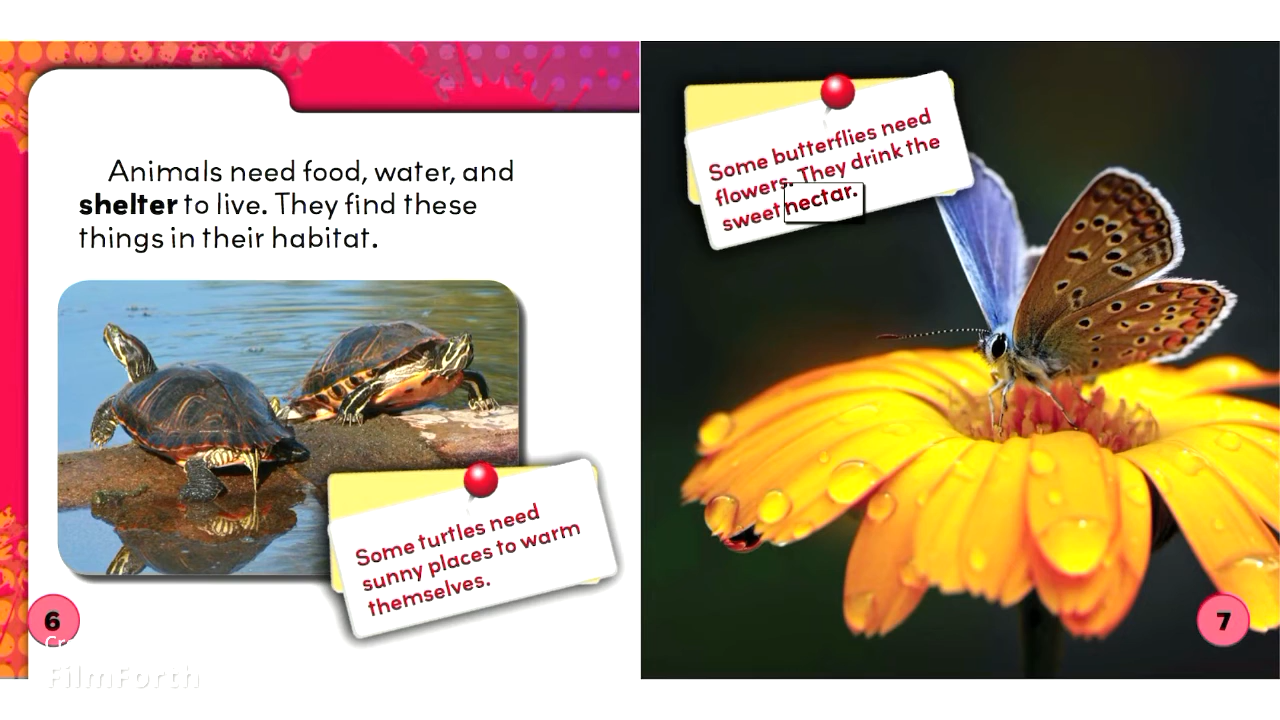 Animals need food, water, and
shelter to live. They find these
things in their habitat.
Some turtles need
sunny places to warm
themselves.
6
FilmForth
Some butterflies need
flowers. They drink the
sweet nectar.
7